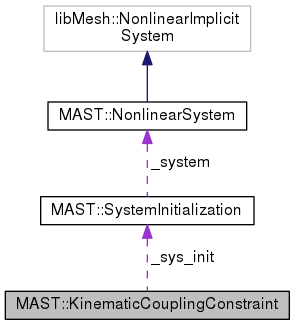 libMesh::NonlinearImplicit
System
MAST::NonlinearSystem
_system
MAST::SystemInitialization
_sys_init
MAST::KinematicCouplingConstraint